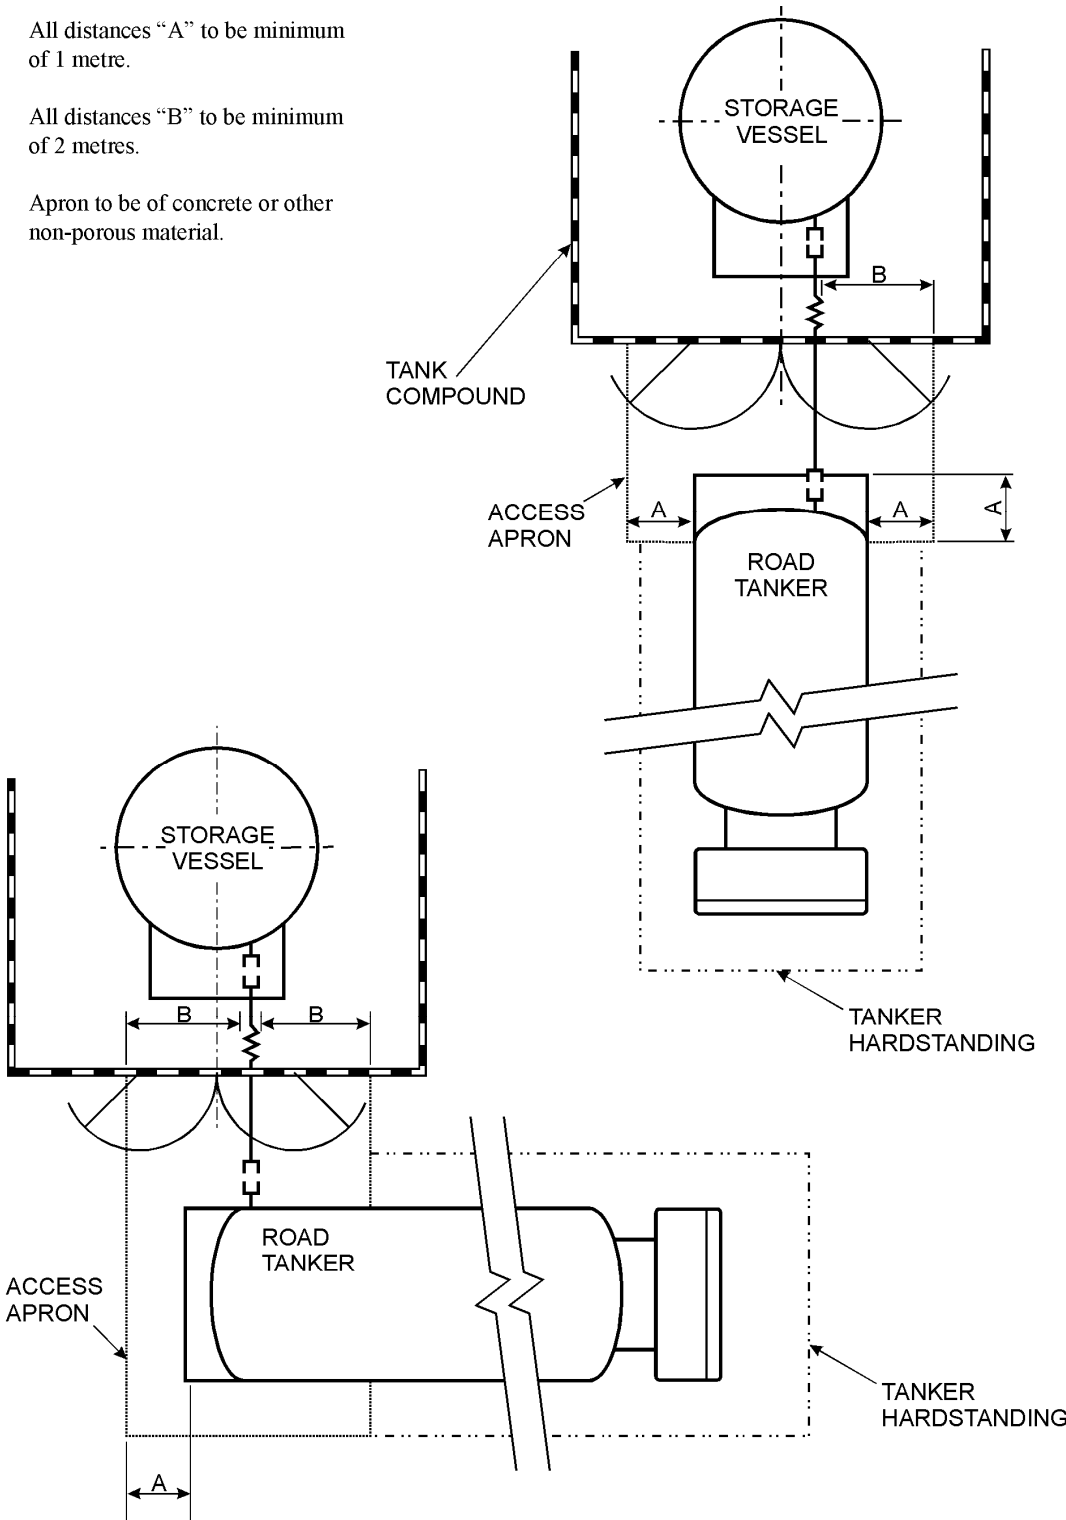 All distances “A” to be minimum
of 1 metre.
All distances “B” to be minimum
of 2 metres.
Apron to be of concrete or other
non-porous material.
STORAGE
VESSEL
B
TANK
COMPOUND
ACCESS
APRON
A
A
A
ROAD
TANKER
TANKER
HARDSTANDING
STORAGE
VESSEL
B
B
ROAD
TANKER
ACCESS
APRON
TANKER
HARDSTANDING
A